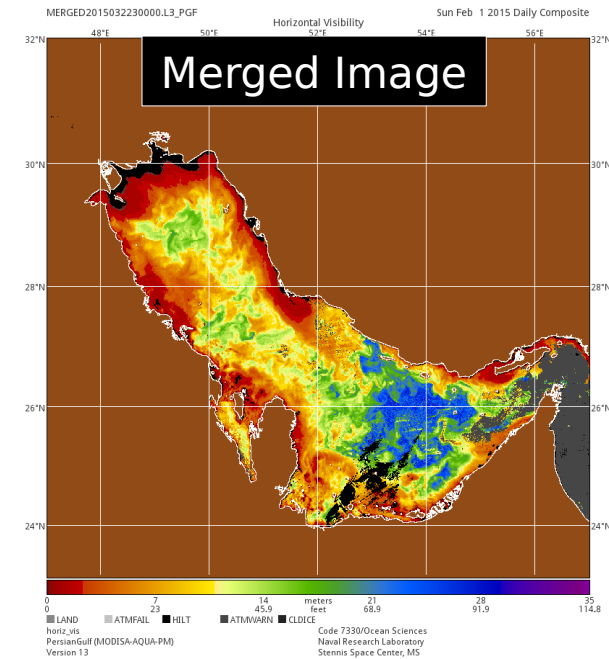 MERGED2015032230000.L3_PGF
Sun Feb 1 2015 Daily Composite
Horizontal Visibility
48°E 50°E 52°E 54°E 56°E
32°N 32°N
Merged Image
30°N 30°N
28°N 28°N
26°N 26°N
24°N 24°N
0 7 14 meters 21 28 35
0 23 45.9 feet 68.9 91.9 114.8
LAND ATMFAIL HILT ATMWARN CLDICE
horiz_vis Code 7330/Ocean Sciences
PersianGulf (MODISA-AQUA-PM) Naval Research Laboratory
Version 13 Stennis Space Center, MS